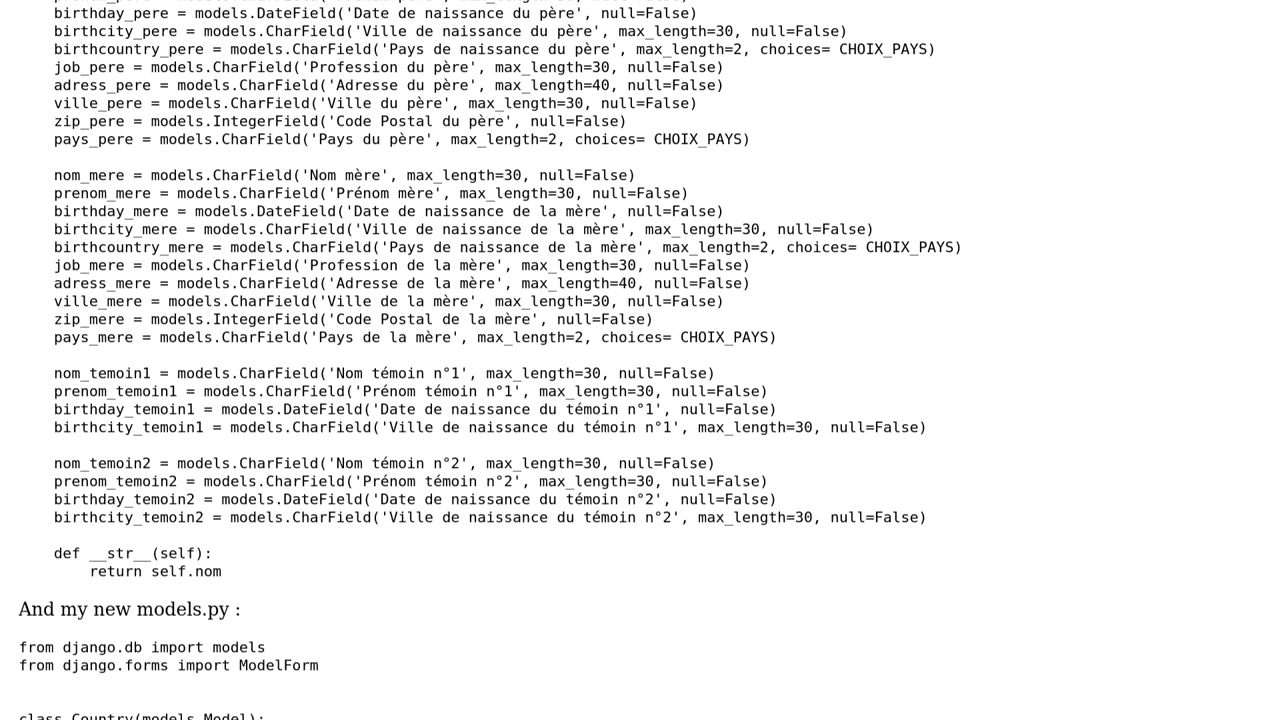 birthday_pere = models.DateField('Date de naissance du père', null=False)
birthcity_pere = models.CharField('Ville de naissance du père', max_length=30, null=False)
birthcountry_pere = models.CharField('Pays de naissance du père', max_length=2, choices= CHOIX_PAYS)
job_pere = models.CharField('Profession du père', max_length=30, null=False)
adress_pere = models.CharField('Adresse du père', max_length=40, null=False)
ville_pere = models.CharField('Ville du père', max_length=30, null=False)
zip_pere = models.IntegerField('Code Postal du père', null=False)
pays_pere = models.CharField('Pays du père', max_length=2, choices= CHOIX_PAYS)
nom_mere = models.CharField('Nom mère', max_length=30, null=False)
prenom_mere = models.CharField('Prénom mère', max_length=30, null=False)
birthday_mere = models.DateField('Date de naissance de la mère', null=False)
birthcity_mere = models.CharField('Ville de naissance de la mère', max_length=30, null=False)
birthcountry_mere = models.CharField('Pays de naissance de la mère', max_length=2, choices= CHOIX_PAYS)
job_mere = models.CharField('Profession de la mère', max_length=30, null=False)
adress_mere = models.CharField('Adresse de la mère', max_length=40, null=False)
ville_mere = models.CharField('Ville de la mère', max_length=30, null=False)
zip_mere = models.IntegerField('Code Postal de la mère', null=False)
pays_mere = models.CharField('Pays de la mère', max_length=2, choices= CHOIX_PAYS)
nom_temoin1 = models.CharField('Nom témoin n°1', max_length=30, null=False)
prenom_temoin1 = models.CharField('Prénom témoin n°1', max_length=30, null=False)
birthday_temoin1 = models.DateField('Date de naissance du témoin n°1', null=False)
birthcity_temoin1 = models.CharField('Ville de naissance du témoin n°1', max_length=30, null=False)
nom_temoin2 = models.CharField('Nom témoin n°2', max_length=30, null=False)
prenom_temoin2 = models.CharField('Prénom témoin n°2', max_length=30, null=False)
birthday_temoin2 = models.DateField('Date de naissance du témoin n°2', null=False)
birthcity_temoin2 = models.CharField('Ville de naissance du témoin n°2', max_length=30, null=False)
def __str__(self):
return self.nom
And my new models.py :
from django.db import models
from django.forms import ModelForm
class Country(models.Model):